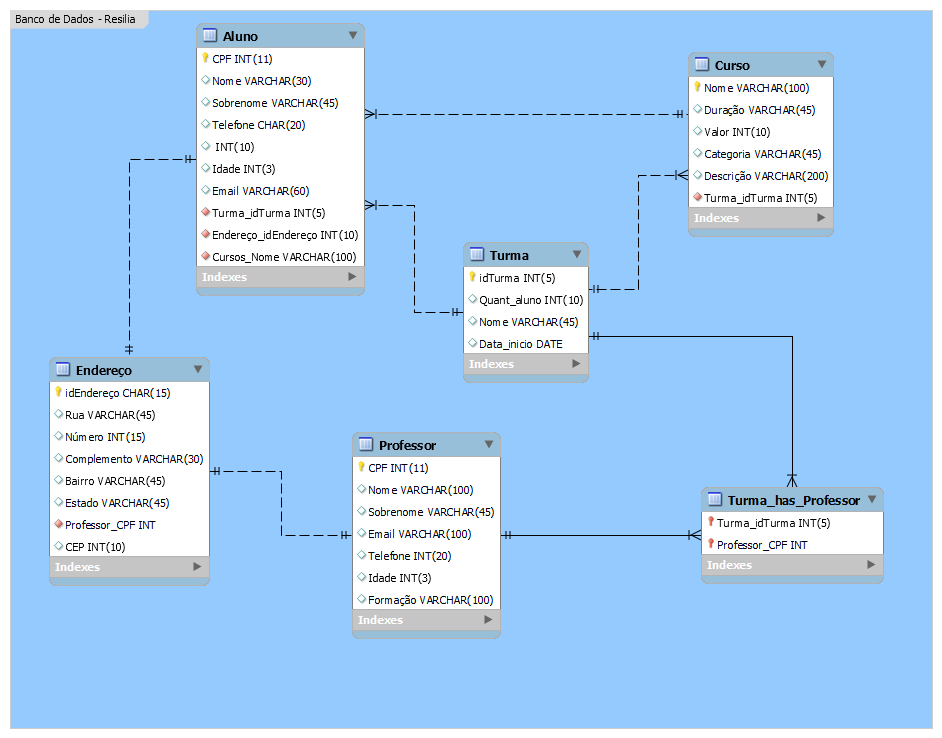 Banco de Dados - Resilia
Aluno
CPF INT(11)
Nome VARCHAR(30)
Sobrenome VARCHAR(45)
Telefone CHAR(20)
INT(10)
Idade INT(3)
Email VARCHAR(60)
Turma_idTurma INT(5)
Endereço_idEndereço INT(10)
Cursos_Nome VARCHAR(100)
Indexes
Curso
Nome VARCHAR(100)
Duração VARCHAR(45)
Valor INT(10)
Categoria VARCHAR(45)
Descrição VARCHAR(200)
Turma_idTurma INT(5)
Indexes
Turma
idTurma INT(5)
Quant_aluno INT(10)
Nome VARCHAR(45)
Data_inicio DATE
Indexes
Endereço
idEndereço CHAR(15)
Rua VARCHAR(45)
Número INT(15)
Complemento VARCHAR(30)
Bairro VARCHAR(45)
Estado VARCHAR(45)
Professor_CPF INT
CEP INT(10)
Indexes
Professor
CPF INT(11)
Nome VARCHAR(100)
Sobrenome VARCHAR(45)
Email VARCHAR(100)
Telefone INT(20)
Idade INT(3)
Formação VARCHAR(100)
Indexes
Turma_has_Professor
Turma_idTurma INT(5)
Professor_CPF INT
Indexes